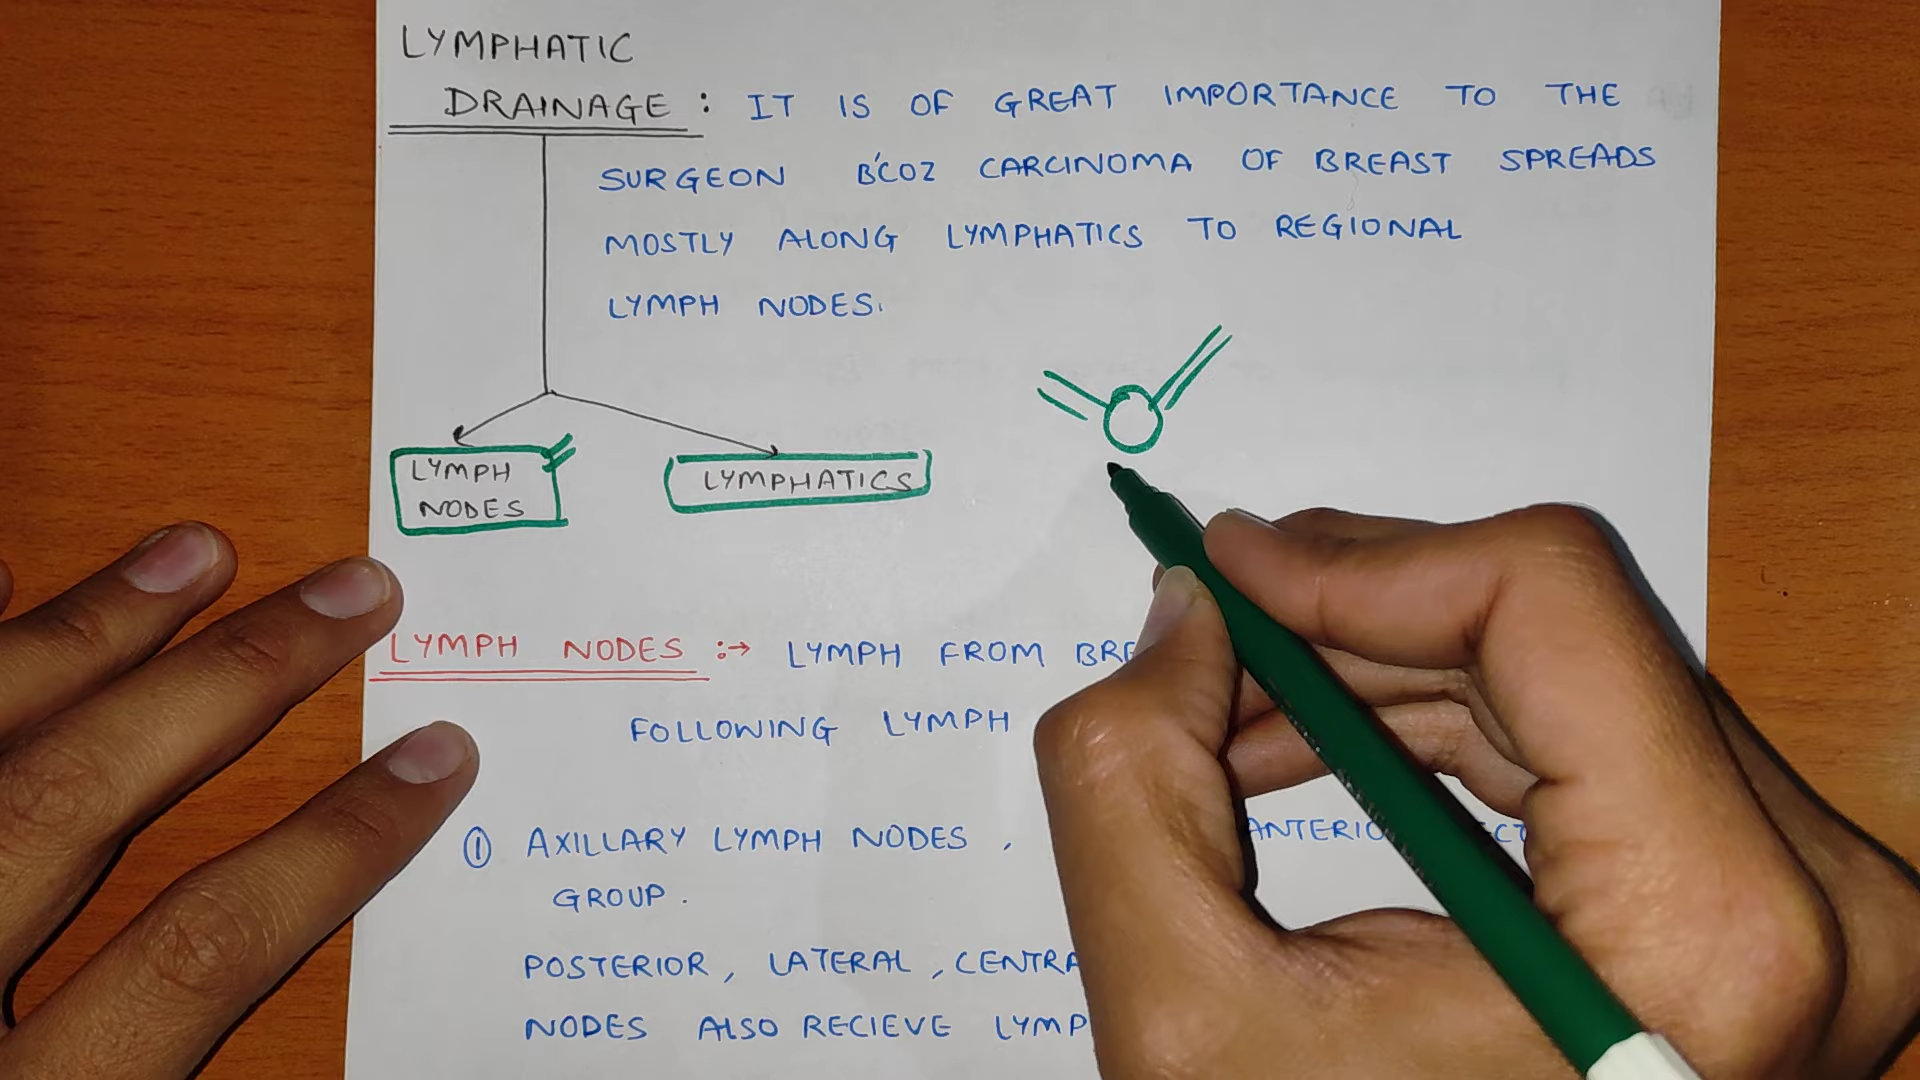 LYMPHATIC
DRAINAGE : IT IS OF GREAT IMPORTANCE TO THE
SURGEON B'COZ CARCINOMA OF BREAST SPREADS
MOSTLY ALONG LYMPHATICS TO REGIONAL
LYMPH NODES.
LYMPH
NODES
LYMPHATICS
LYMPH NODES :→ LYMPH FROM
FOLLOWING LYMPH
① AXILLARY LYMPH NODES ,
GROUP .
POSTERIOR , LATERAL ,
NODES ALSO RECIEVE